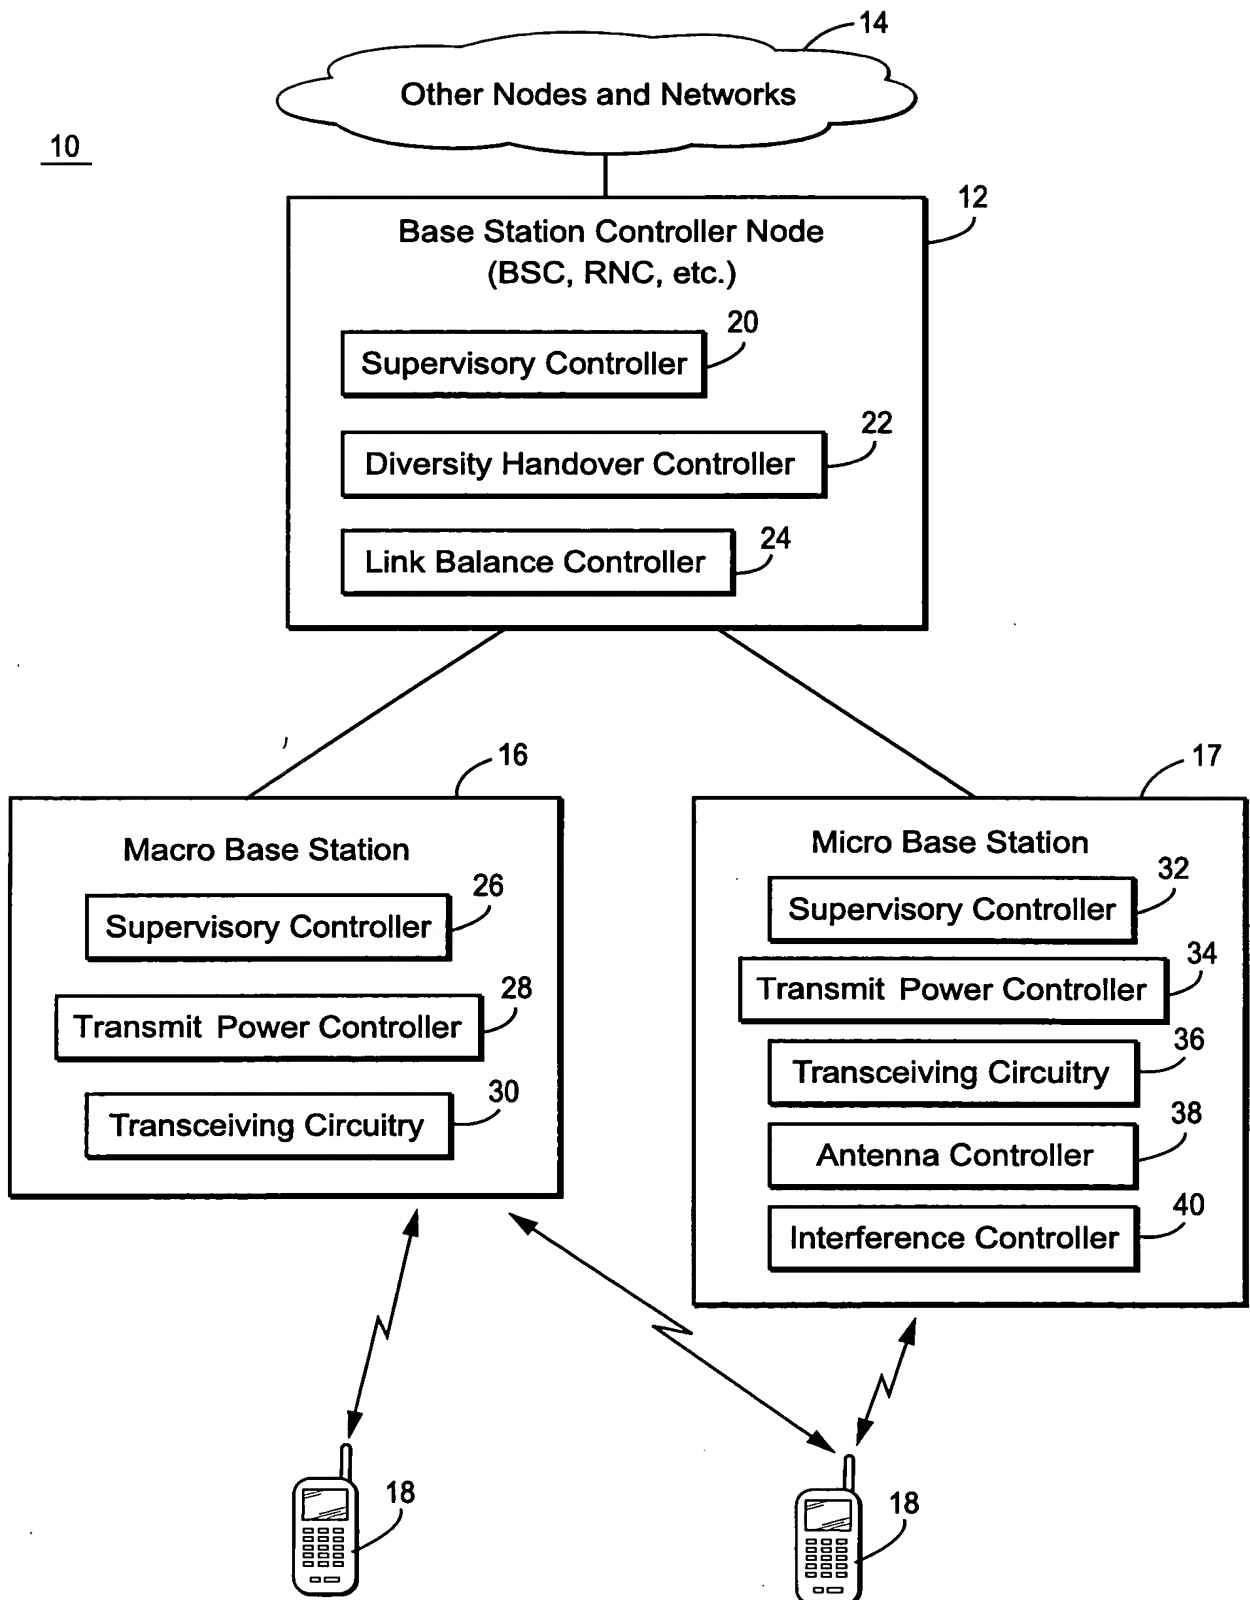 14
Other Nodes and Networks
10
12
Base Station Controller Node
(BSC, RNC, etc.)
20
Supervisory Controller
22
Diversity Handover Controller
24
Link Balance Controller
16
17
Macro Base Station
26
Supervisory Controller
28
Transmit Power Controller
30
Transceiving Circuitry
Micro Base Station
32
Supervisory Controller
34
Transmit Power Controller
36
Transceiving Circuitry
38
Antenna Controller
40
Interference Controller
18
18